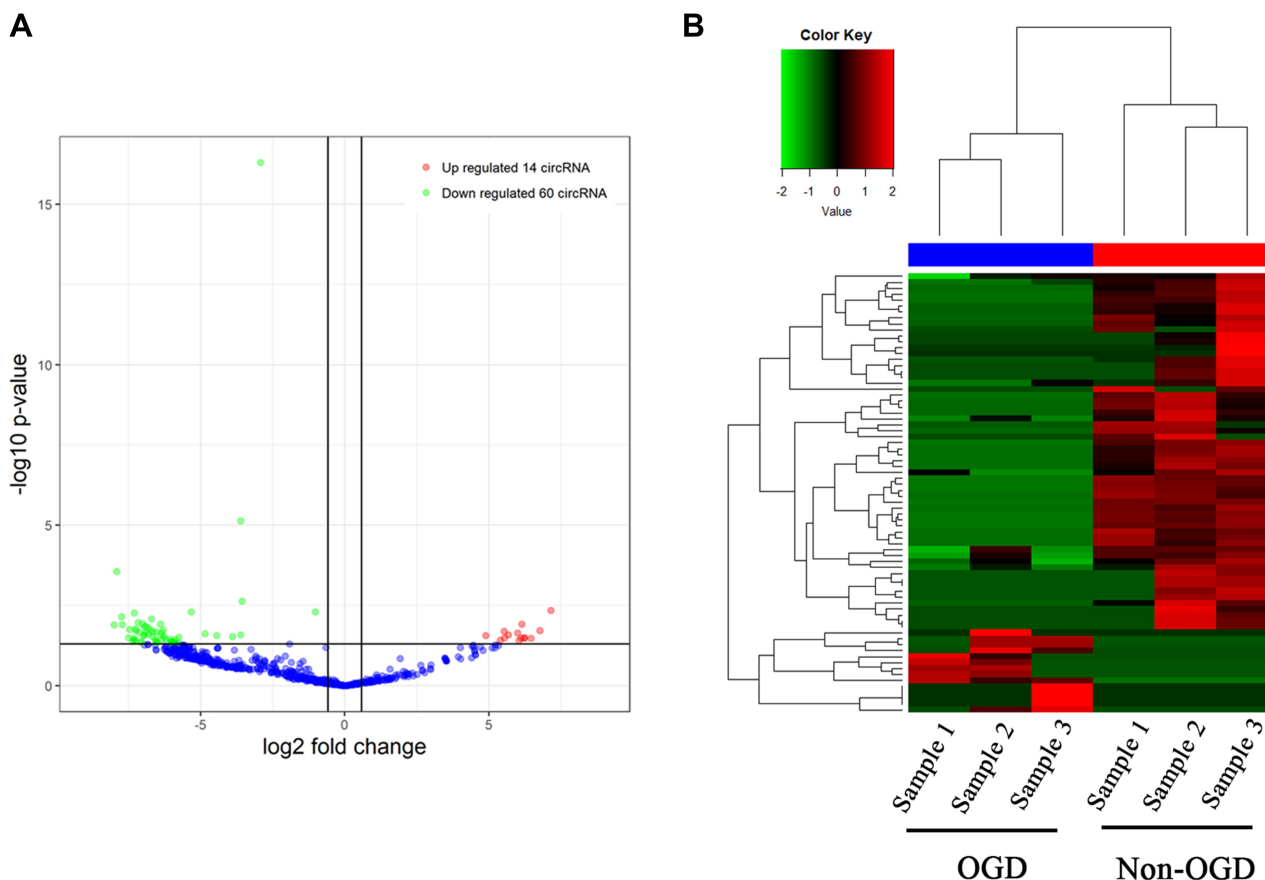 A
B
Color Key
-2 -1 0 1 2
Value
Up regulated 14 circRNA
Down regulated 60 circRNA
15
10
5
0
-log10 p-value
-5 0 5
log2 fold change
Sample 1 Sample 2 Sample 3 Sample 1 Sample 2 Sample 3
OGD Non-OGD